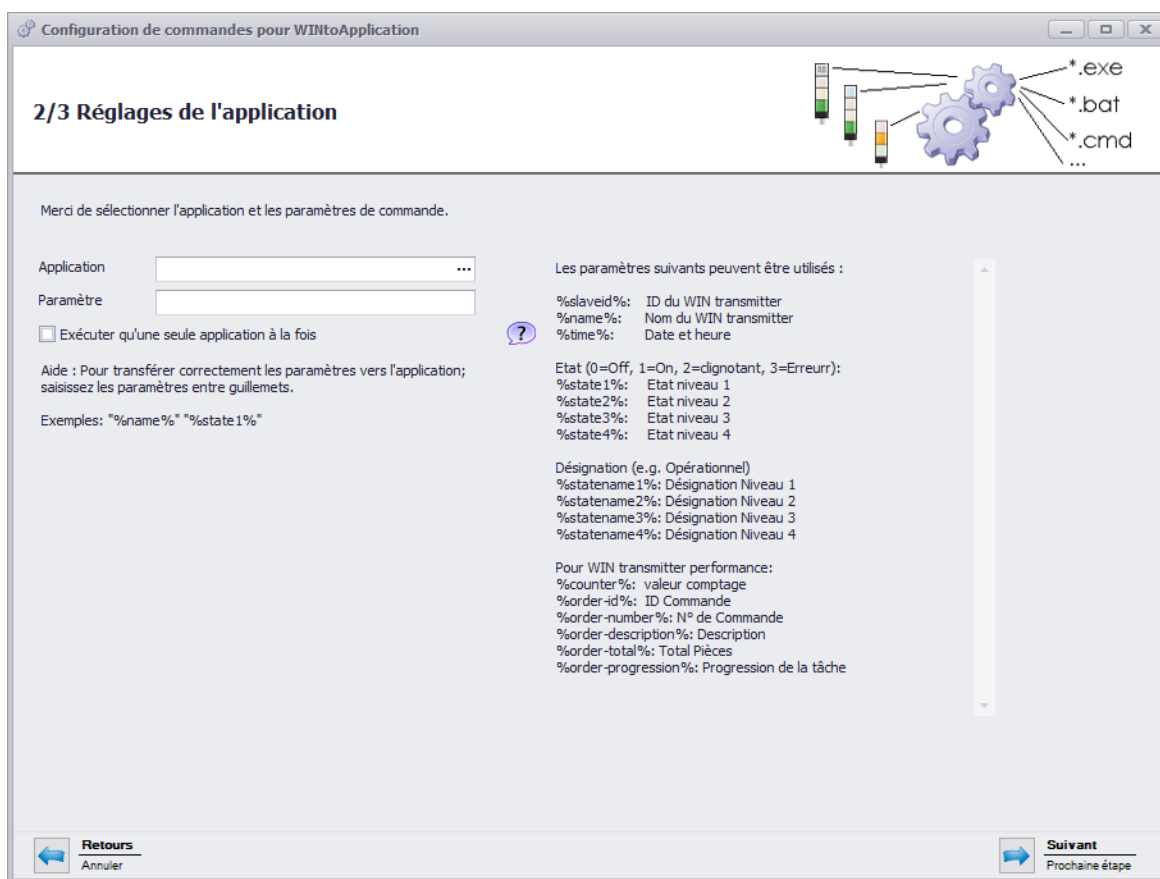 Configuration de commandes pour WINtoApplication
2/3 Réglages de l'application
*.exe
*.bat
*.cmd
...
Merci de sélectionner l'application et les paramètres de commande.
Application
...
Paramètre
Exécuter qu'une seule application à la fois
?
Aide : Pour transférer correctement les paramètres vers l'application;
saisissez les paramètres entre guillemets.
Exemples: "%name%" "%state1%"
Les paramètres suivants peuvent être utilisés :
%slaveid%: ID du WIN transmitter
%name%: Nom du WIN transmitter
%time%: Date et heure
Etat (0=Off, 1=On, 2=clignotant, 3=Erreurr):
%state1%: Etat niveau 1
%state2%: Etat niveau 2
%state3%: Etat niveau 3
%state4%: Etat niveau 4
Désignation (e.g. Opérationnel)
%statename1%: Désignation Niveau 1
%statename2%: Désignation Niveau 2
%statename3%: Désignation Niveau 3
%statename4%: Désignation Niveau 4
Pour WIN transmitter performance:
%counter%: valeur comptage
%order-id%: ID Commande
%order-number%: N° de Commande
%order-description%: Description
%order-total%: Total Pièces
%order-progression%: Progression de la tâche
Retours
Annuler
Suivant
Prochaine étape